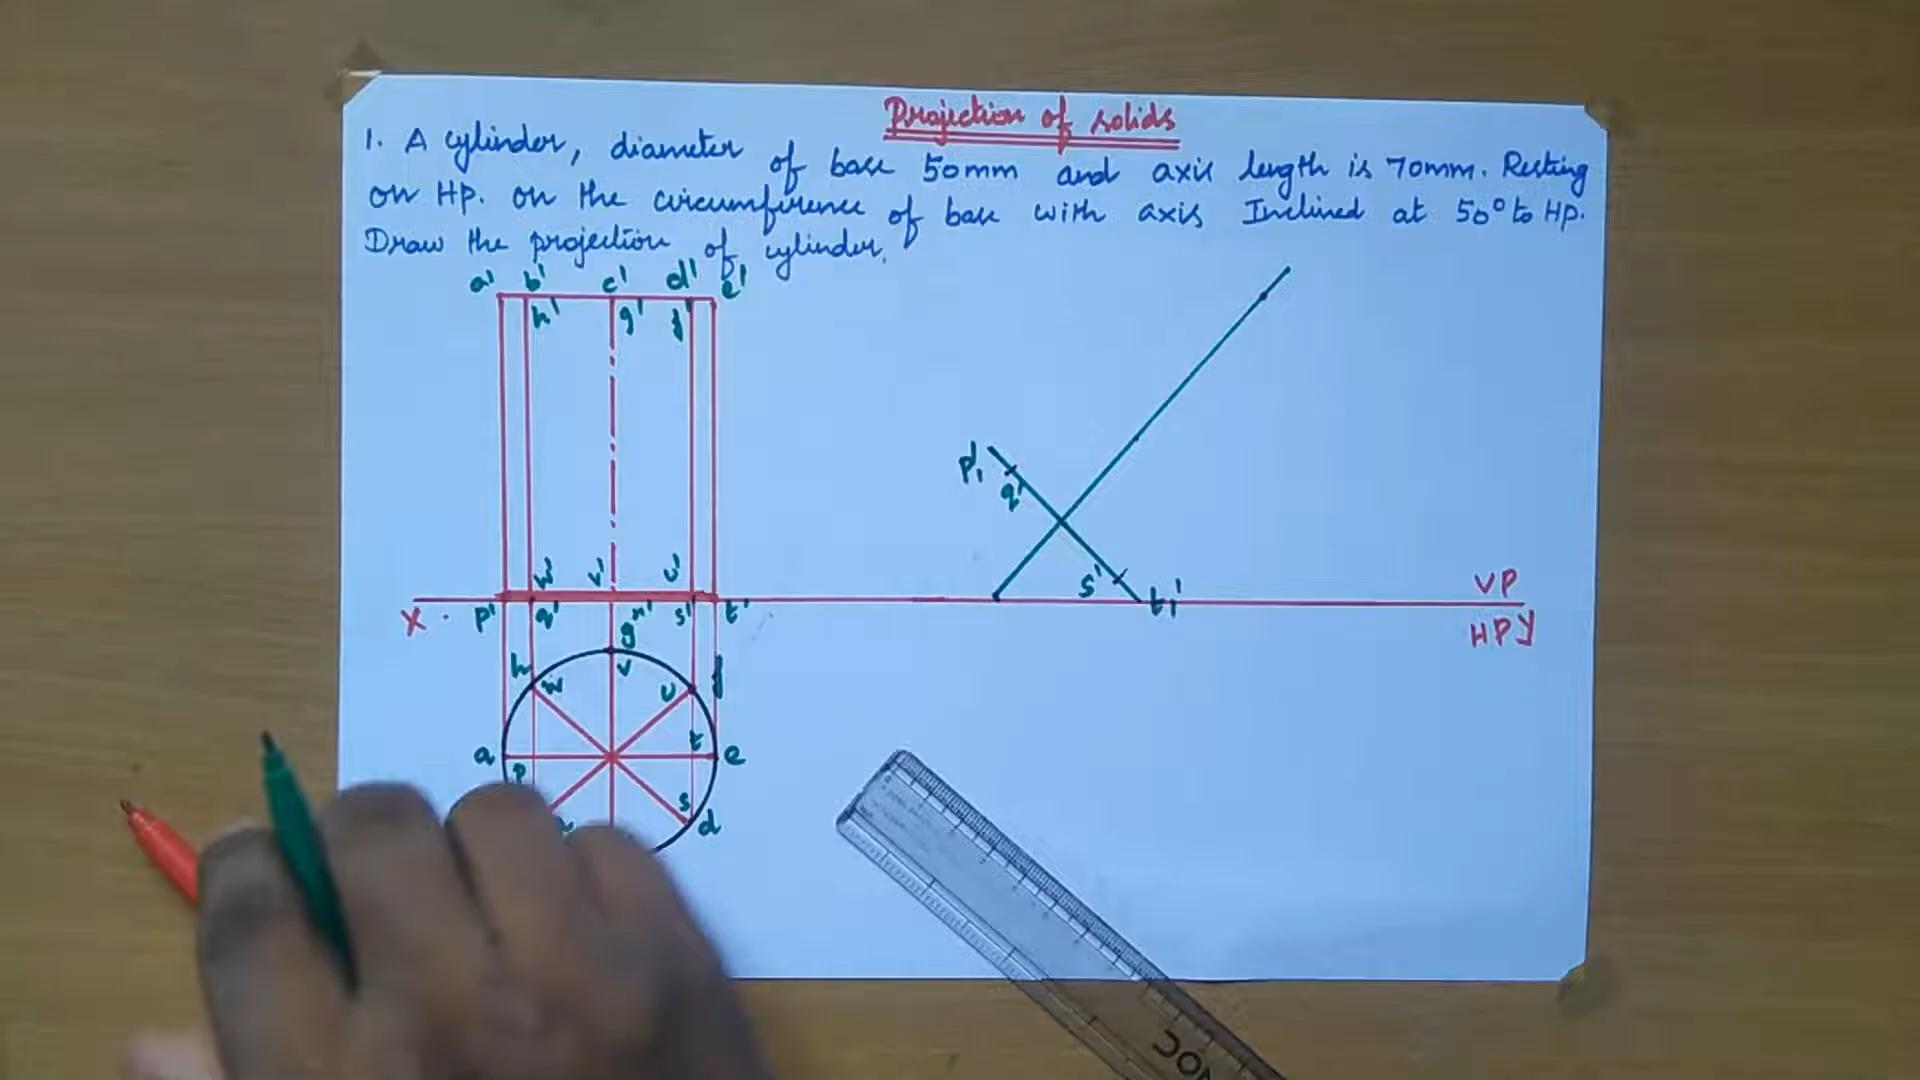 Projection of solids
1. A cylinder, diameter of base 50mm and axis length is 70mm. Resting
on HP. on the circumference of base with axis Inclined at 50° to HP.
Draw the projection of cylinder.
a' b' c' d' e'
h' g' f'
p'₁
q'
s' t₁'
w' v' u'
X p' q' r' s' t'
VP
HP Y
g
h v f
w u
a p t e
s d